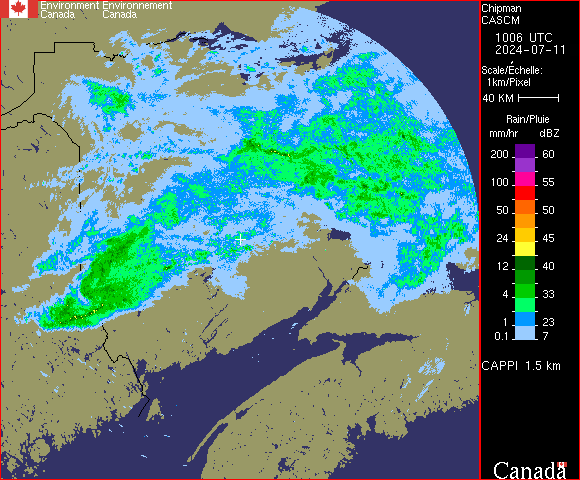 Environment Environnement
Canada Canada
Chipman
CASCM
1006 UTC
2024-07-11
Scale/Échelle:
1km/Pixel
40 KM
Rain/Pluie
mm/hr dBZ
200 60
100 55
50 50
24 45
12 40
4 33
1 23
0.1 7
CAPPI 1.5 km
Canada